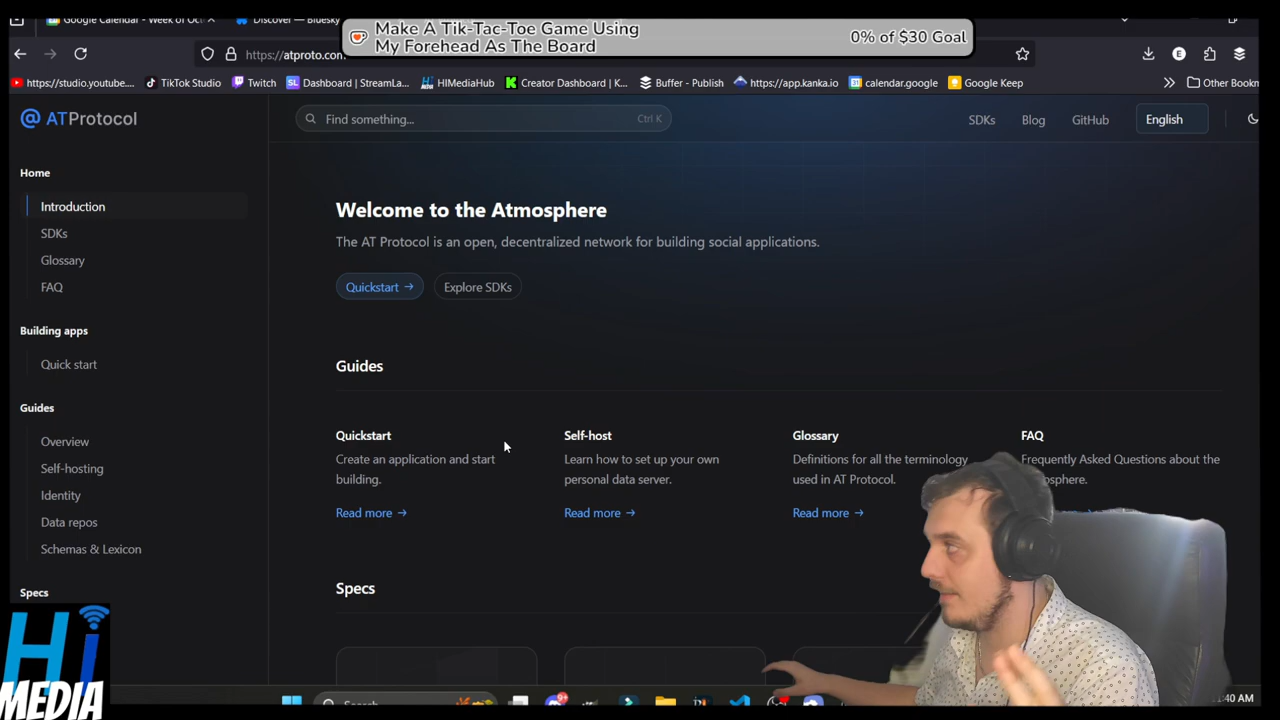 Google Calendar - Week of Oct
Discover — Bluesky
Make A Tik-Tac-Toe Game Using
My Forehead As The Board
0% of $30 Goal
https://atproto.com
E
https://studio.youtube....
TikTok Studio
Twitch
SL
Dashboard | StreamLa...
HIMediaHub
Creator Dashboard | K...
Buffer - Publish
https://app.kanka.io
calendar.google
Google Keep
Other Bookm
@ ATProtocol
Find something...
Ctrl K
SDKs
Blog
GitHub
English
Home
Introduction
SDKs
Glossary
FAQ
Building apps
Quick start
Guides
Overview
Self-hosting
Identity
Data repos
Schemas & Lexicon
Specs
Welcome to the Atmosphere
The AT Protocol is an open, decentralized network for building social applications.
Quickstart →
Explore SDKs
Guides
Quickstart
Create an application and start
building.
Read more →
Self-host
Learn how to set up your own
personal data server.
Read more →
Glossary
Definitions for all the terminology
used in AT Protocol.
Read more →
FAQ
Frequently Asked Questions about the
Specs
Hi
MEDIA
Search
:40 AM